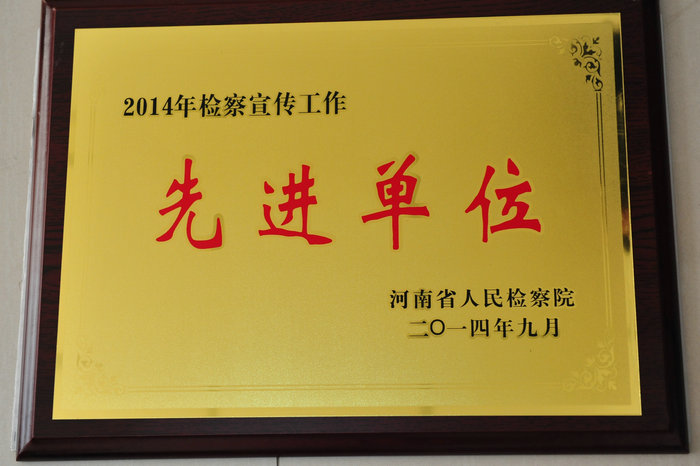 2014年检察宣传工作
先进单位
河南省人民检察院
二〇一四年九月